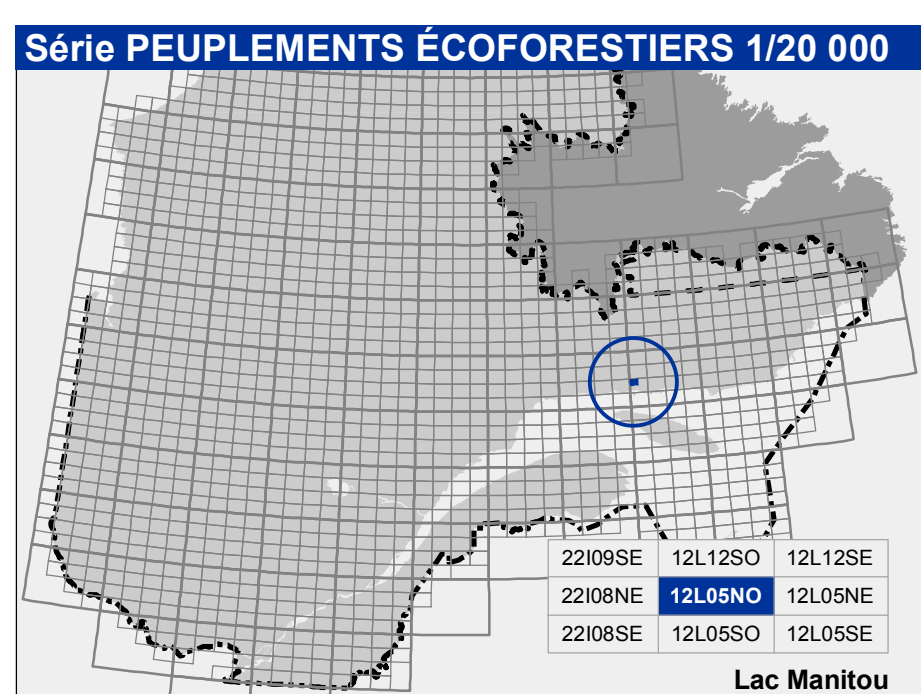 Série PEUPLEMENTS ÉCOFORESTIERS 1/20 000
22I09SE 12L12SO 12L12SE
22I08NE 12L05NO 12L05NE
22I08SE 12L05SO 12L05SE
Lac Manitou